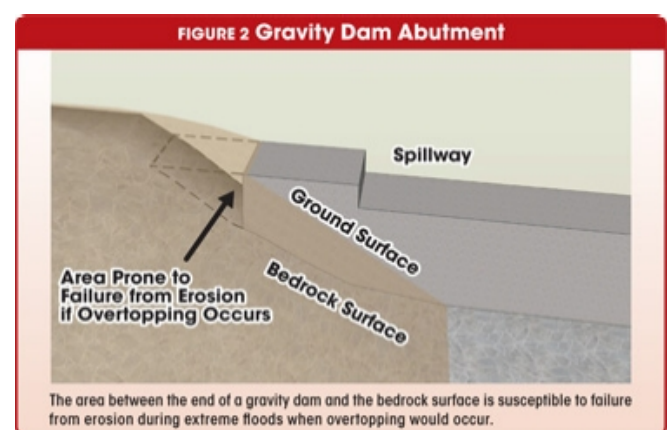 FIGURE 2 Gravity Dam Abutment
Spillway
Ground Surface
Bedrock Surface
Area Prone to
Failure from Erosion
if Overtopping Occurs
The area between the end of a gravity dam and the bedrock surface is susceptible to failure
from erosion during extreme floods when overtopping would occur.